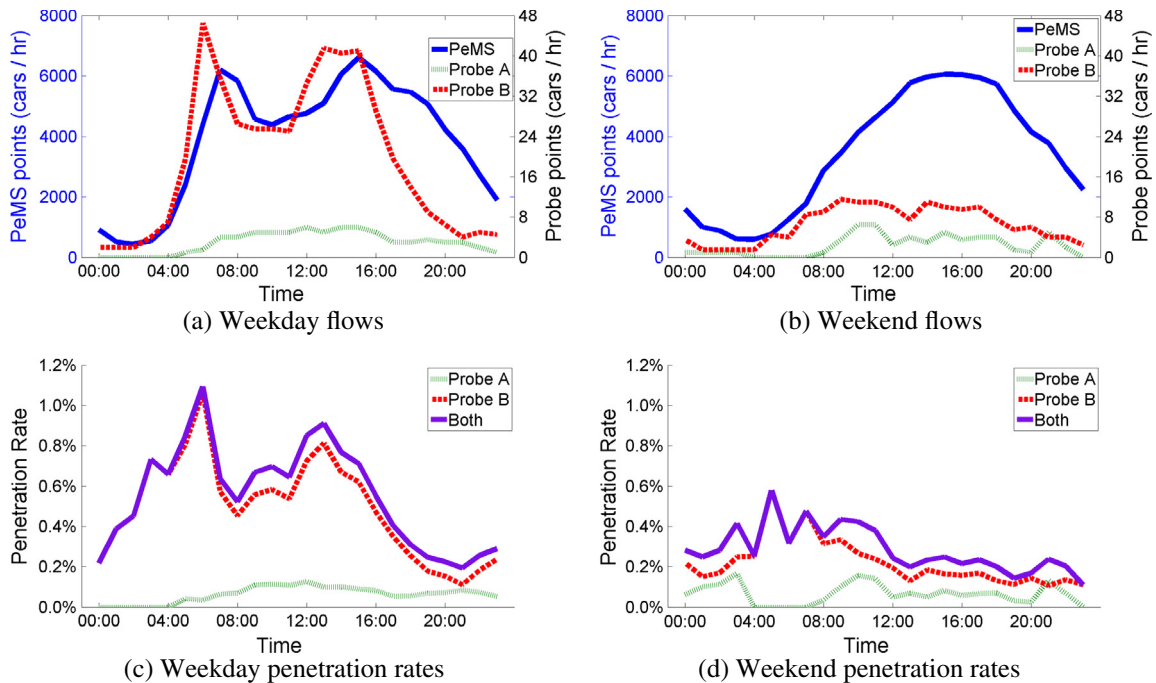 8000
6000
4000
2000
0
PeMS points (cars / hr)
48
40
32
24
16
8
0
Probe points (cars / hr)
PeMS
Probe A
Probe B
00:00 04:00 08:00 12:00 16:00 20:00
Time
(a) Weekday flows
8000
6000
4000
2000
0
PeMS points (cars / hr)
48
40
32
24
16
8
0
Probe points (cars / hr)
PeMS
Probe A
Probe B
00:00 04:00 08:00 12:00 16:00 20:00
Time
(b) Weekend flows
1.2%
1.0%
0.8%
0.6%
0.4%
0.2%
0.0%
Penetration Rate
Probe A
Probe B
Both
00:00 04:00 08:00 12:00 16:00 20:00
Time
(c) Weekday penetration rates
1.2%
1.0%
0.8%
0.6%
0.4%
0.2%
0.0%
Penetration Rate
Probe A
Probe B
Both
00:00 04:00 08:00 12:00 16:00 20:00
Time
(d) Weekend penetration rates